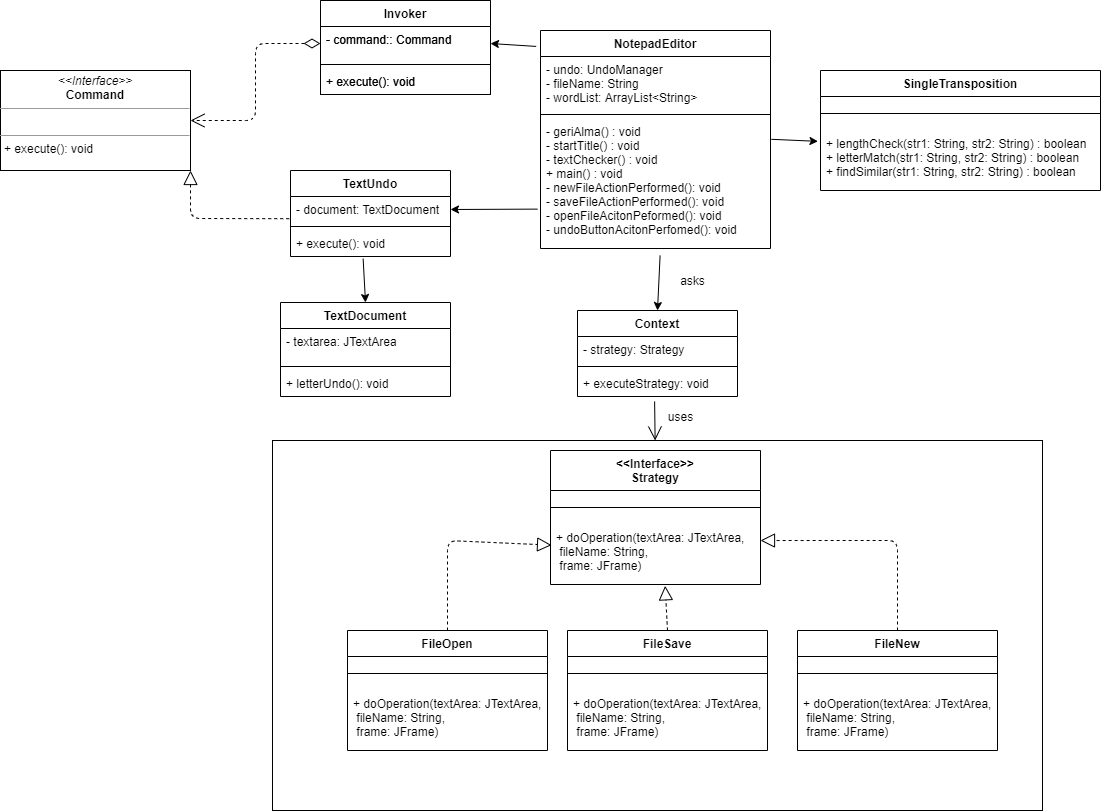 Invoker
- command:: Command
+ execute(): void
<<Interface>>
Command
+ execute(): void
NotepadEditor
- undo: UndoManager
- fileName: String
- wordList: ArrayList<String>
- geriAlma() : void
- startTitle() : void
- textChecker() : void
+ main() : void
- newFileActionPerformed(): void
- saveFileActionPerformed(): void
- openFileAcitonPeformed(): void
- undoButtonAcitonPerfomed(): void
SingleTransposition
+ lengthCheck(str1: String, str2: String) : boolean
+ letterMatch(str1: String, str2: String) : boolean
+ findSimilar(str1: String, str2: String) : boolean
TextUndo
- document: TextDocument
+ execute(): void
TextDocument
- textarea: JTextArea
+ letterUndo(): void
asks
Context
- strategy: Strategy
+ executeStrategy: void
uses
<<Interface>>
Strategy
+ doOperation(textArea: JTextArea,
fileName: String,
frame: JFrame)
FileOpen
+ doOperation(textArea: JTextArea,
fileName: String,
frame: JFrame)
FileSave
+ doOperation(textArea: JTextArea,
fileName: String,
frame: JFrame)
FileNew
+ doOperation(textArea: JTextArea,
fileName: String,
frame: JFrame)